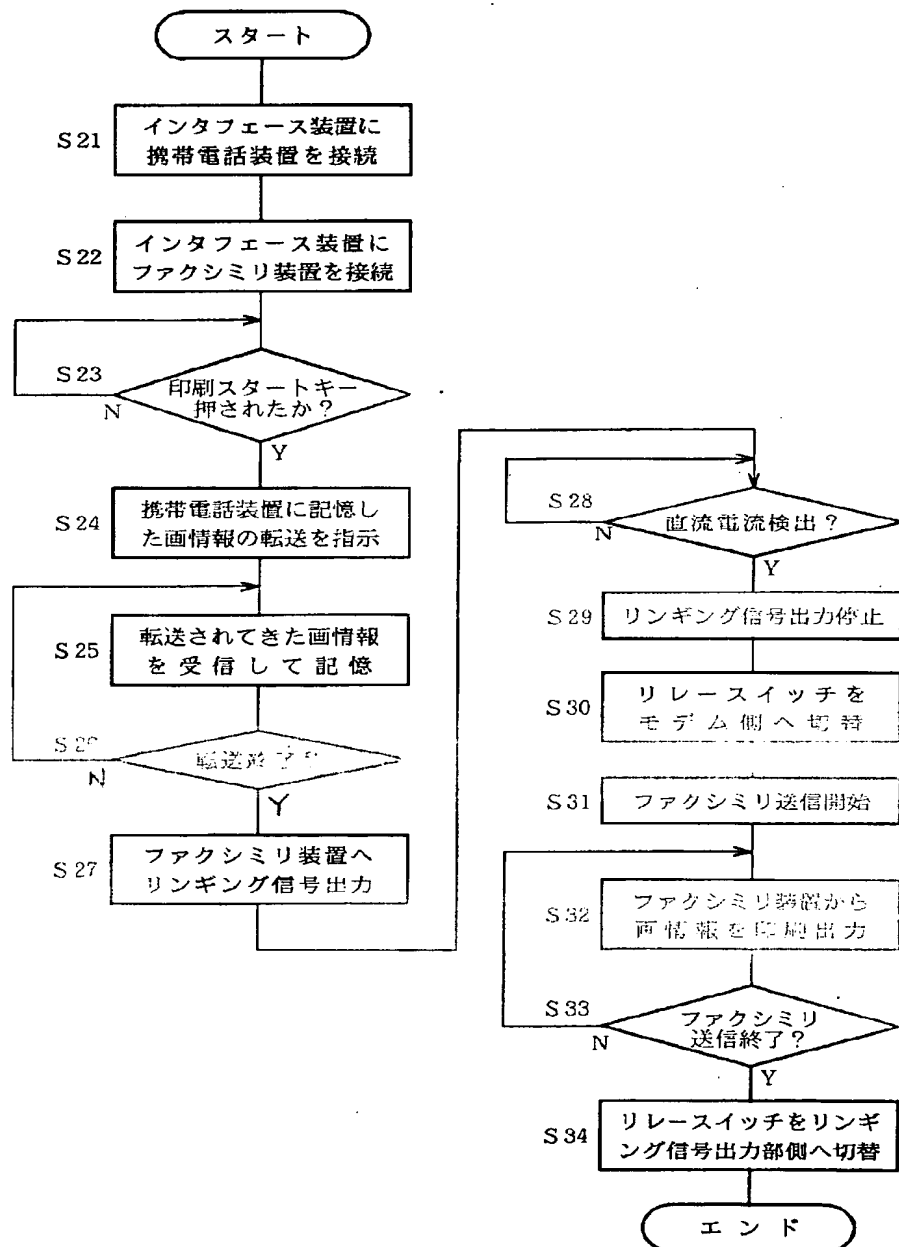 スタート
S21
インタフェース装置に
携帯電話装置を接続
S22
インタフェース装置に
ファクシミリ装置を接続
S23
印刷スタートキー
押されたか？
N
Y
S24
携帯電話装置に記憶し
た画情報の転送を指示
S25
転送されてきた画情報
を受信して記憶
転送終了？
N
Y
S27
ファクシミリ装置へ
リンギング信号出力
S28
直流電流検出？
N
Y
S29
リンギング信号出力停止
S30
リレースイッチを
モデム側へ切替
S31
ファクシミリ送信開始
S32
ファクシミリ装置から
画情報を印刷出力
S33
ファクシミリ
送信終了？
N
Y
S34
リレースイッチをリンギ
ング信号出力部側へ切替
エンド